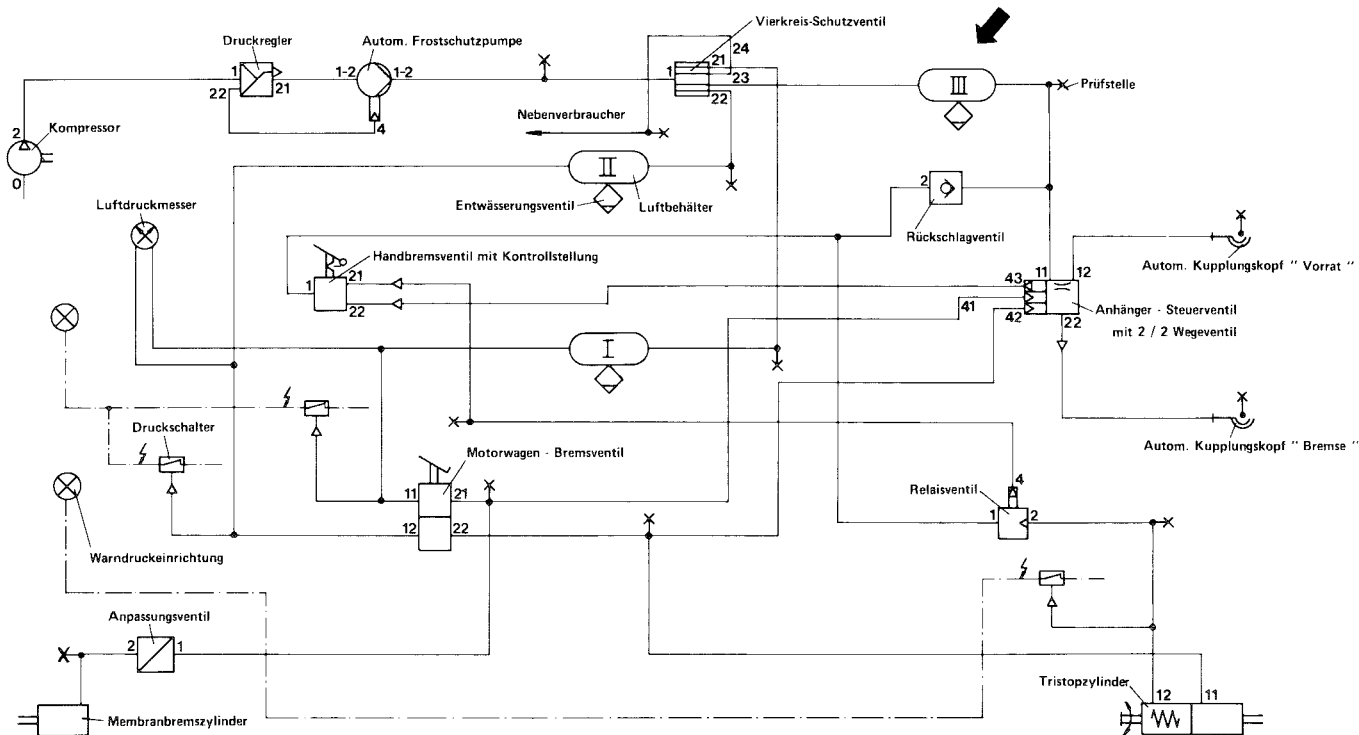 Vierkreis-Schutzventil
Druckregler
Autom. Frostschutzpumpe
24
21
1
1-2
1-2
1
23
22
21
22
III
Prüfstelle
4
Nebenverbraucher
2
Kompressor
0
II
Entwässerungsventil
Luftbehälter
2
Rückschlagventil
Luftdruckmesser
Handbremsventil mit Kontrollstellung
21
1
22
Autom. Kupplungskopf " Vorrat "
43
11
12
41
42
22
Anhänger - Steuerventil
mit 2 / 2 Wegeventil
I
Druckschalter
Autom. Kupplungskopf " Bremse "
Motorwagen - Bremsventil
11
21
12
22
4
Relaisventil
1
2
Warndruckeinrichtung
Anpassungsventil
2
1
Tristopzylinder
12
11
Membranbremszylinder